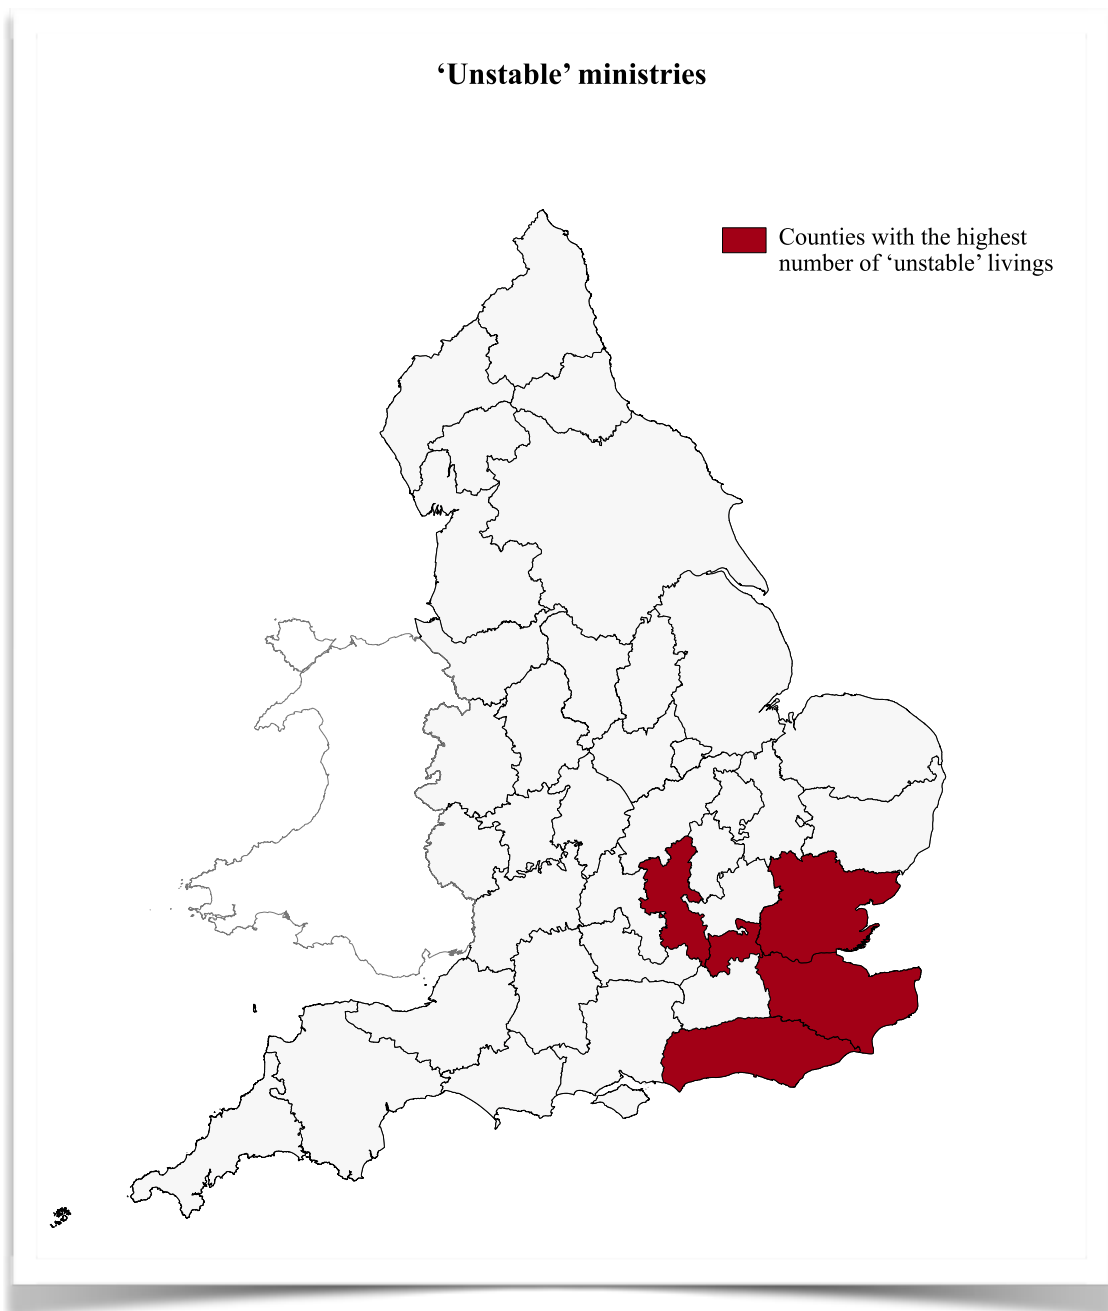 ‘Unstable’ ministries
Counties with the highest
number of ‘unstable’ livings